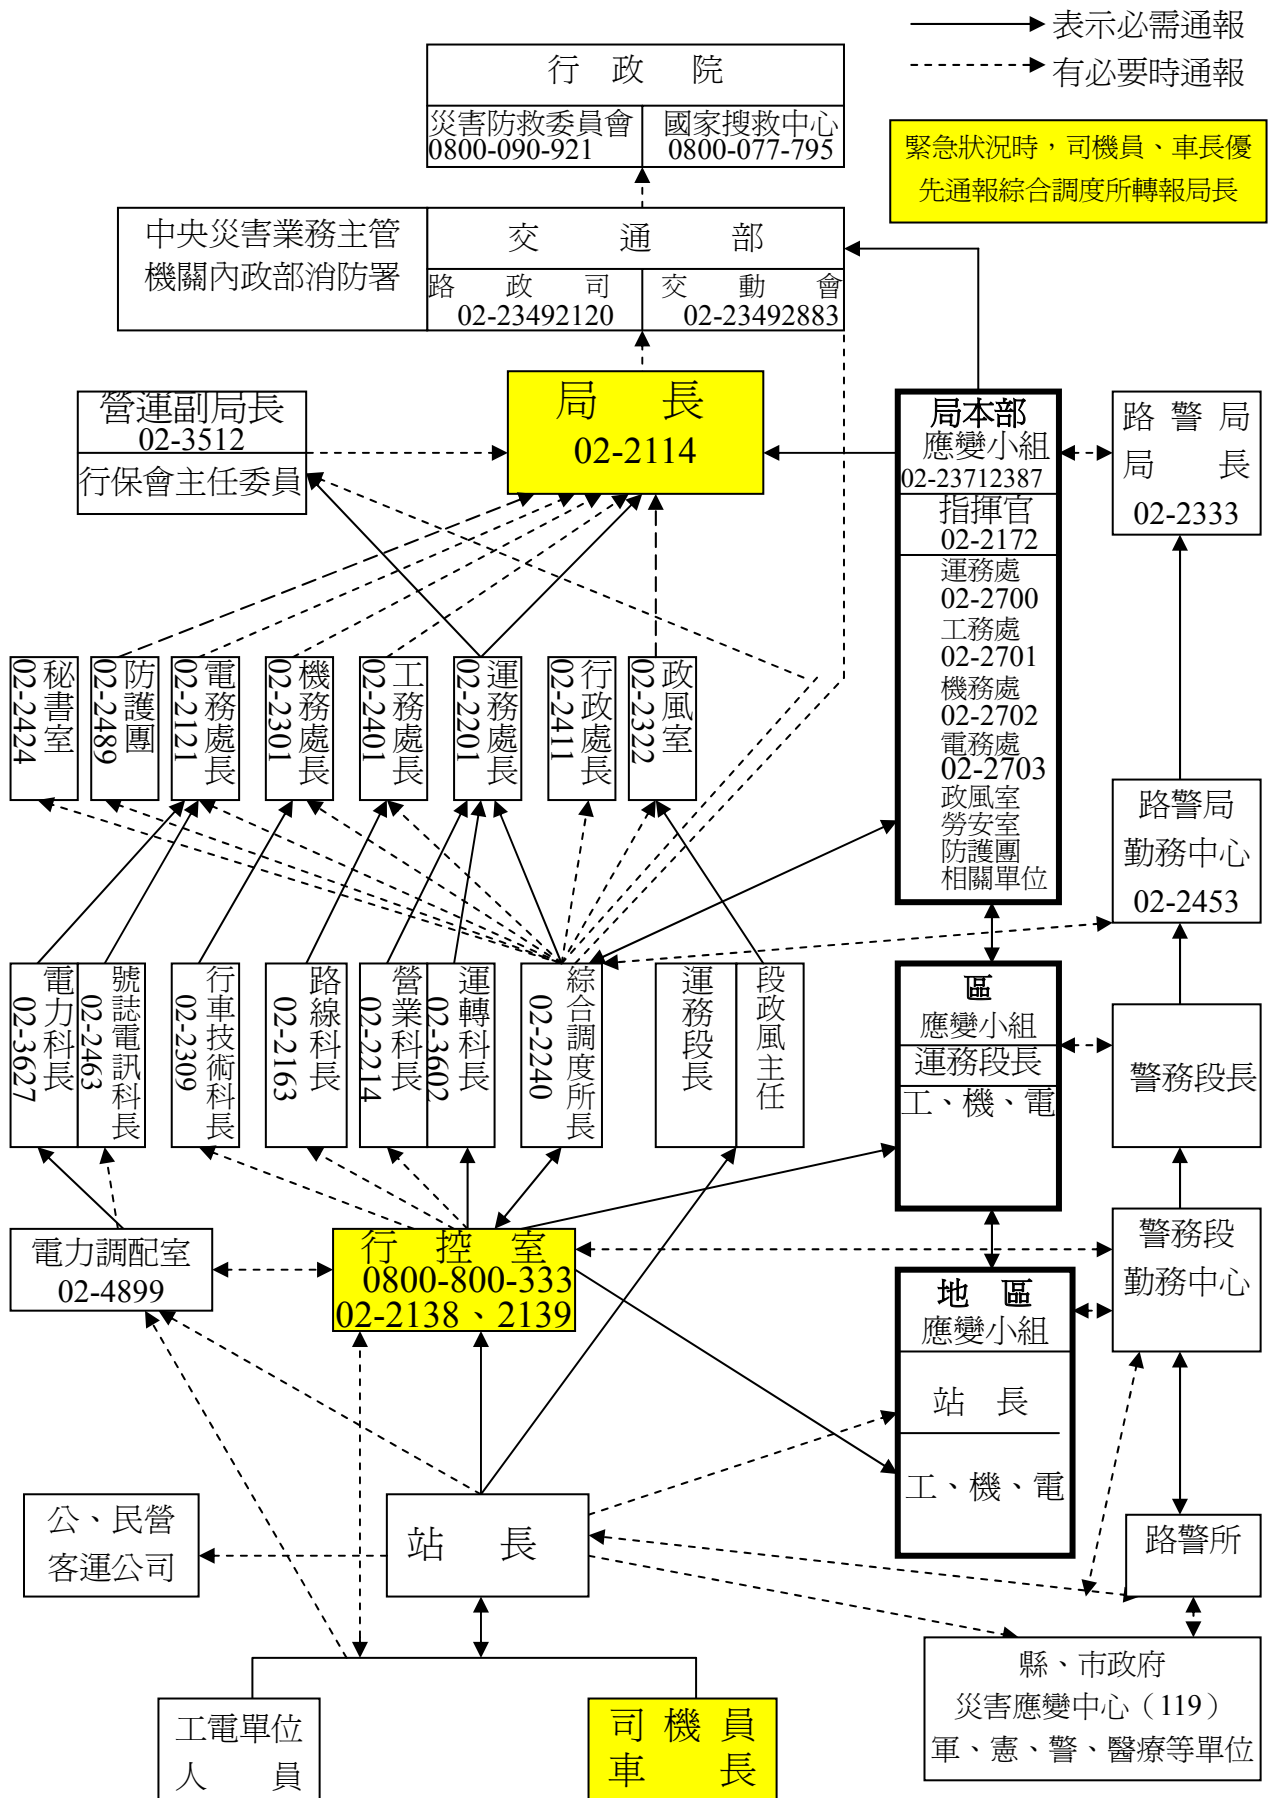 表示必需通報
有必要時通報
行 政 院
災害防救委員會
0800-090-921
國家搜救中心
0800-077-795
緊急狀況時，司機員、車長優
先通報綜合調度所轉報局長
中央災害業務主管
機關內政部消防署
交 通 部
路 政 司
02-23492120
交 動 會
02-23492883
營運副局長
02-3512
行保會主任委員
局 長
02-2114
局本部
應變小組
02-23712387
指揮官
02-2172
運務處
02-2700
工務處
02-2701
機務處
02-2702
電務處
02-2703
政風室
勞安室
防護團
相關單位
路 警 局
局 長
02-2333
秘書室
02-2424
防護團
02-2489
電務處長
02-2121
機務處長
02-2301
工務處長
02-2401
運務處長
02-2201
行政處長
02-2411
政風室
02-2322
路警局
勤務中心
02-2453
電力科長
02-3627
號誌電訊科長
02-2463
行車技術科長
02-2309
路線科長
02-2163
營業科長
02-2214
運轉科長
02-3602
綜合調度所長
02-2240
運務段長
段政風主任
區
應變小組
運務段長
工、機、電
警務段長
電力調配室
02-4899
行 控 室
0800-800-333
02-2138、2139
地 區
應變小組
站 長
工、機、電
警務段
勤務中心
公、民營
客運公司
站 長
路警所
工電單位
人 員
司 機 員
車 長
縣、市政府
災害應變中心（119）
軍、憲、警、醫療等單位